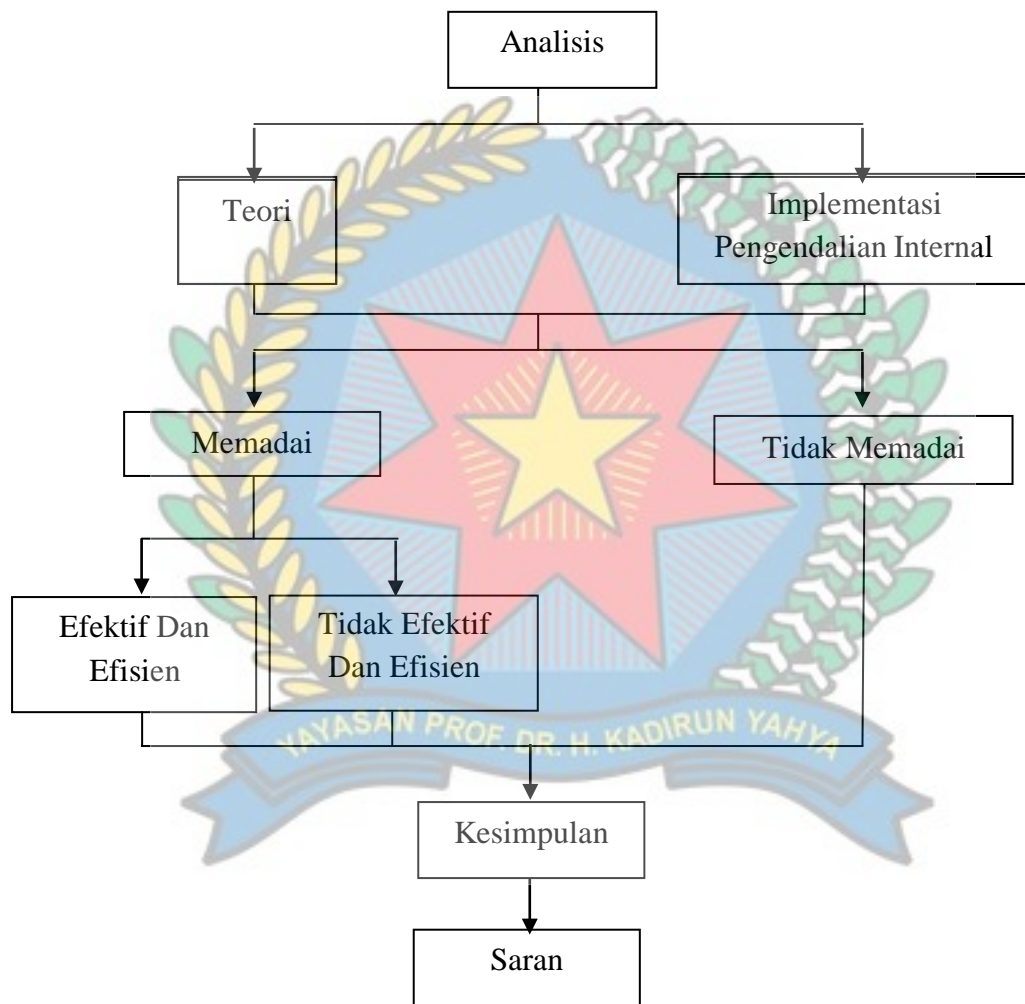 Analisis
Teori
Implementasi
Pengendalian Internal
Memadai
Tidak Memadai
Efektif Dan
Efisien
Tidak Efektif
Dan Efisien
YAYASAN PROF. DR. H. KADIRUN YAHYA
Kesimpulan
Saran